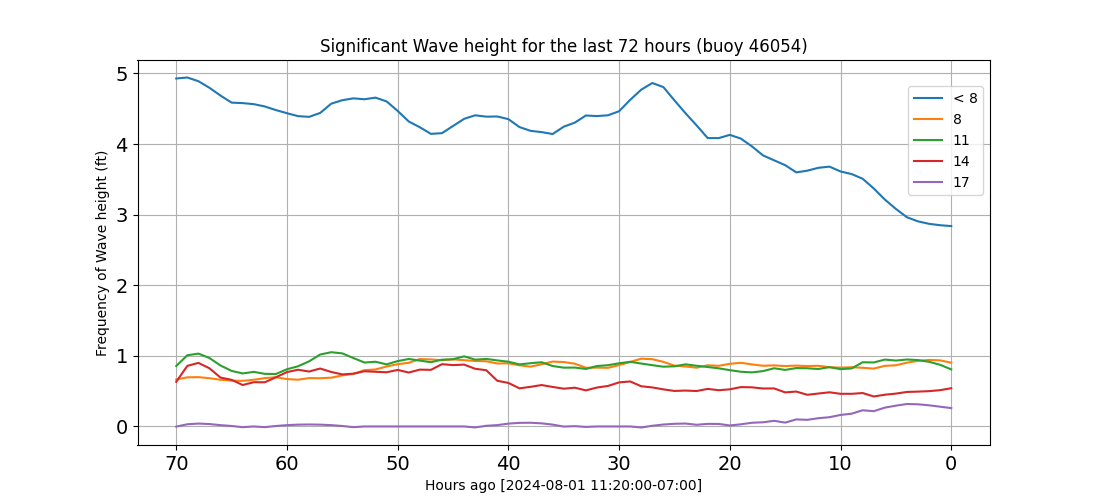 Significant Wave height for the last 72 hours (buoy 46054)
Frequency of Wave height (ft)
5
4
3
2
1
0
< 8
8
11
14
17
70 60 50 40 30 20 10 0
Hours ago [2024-08-01 11:20:00-07:00]